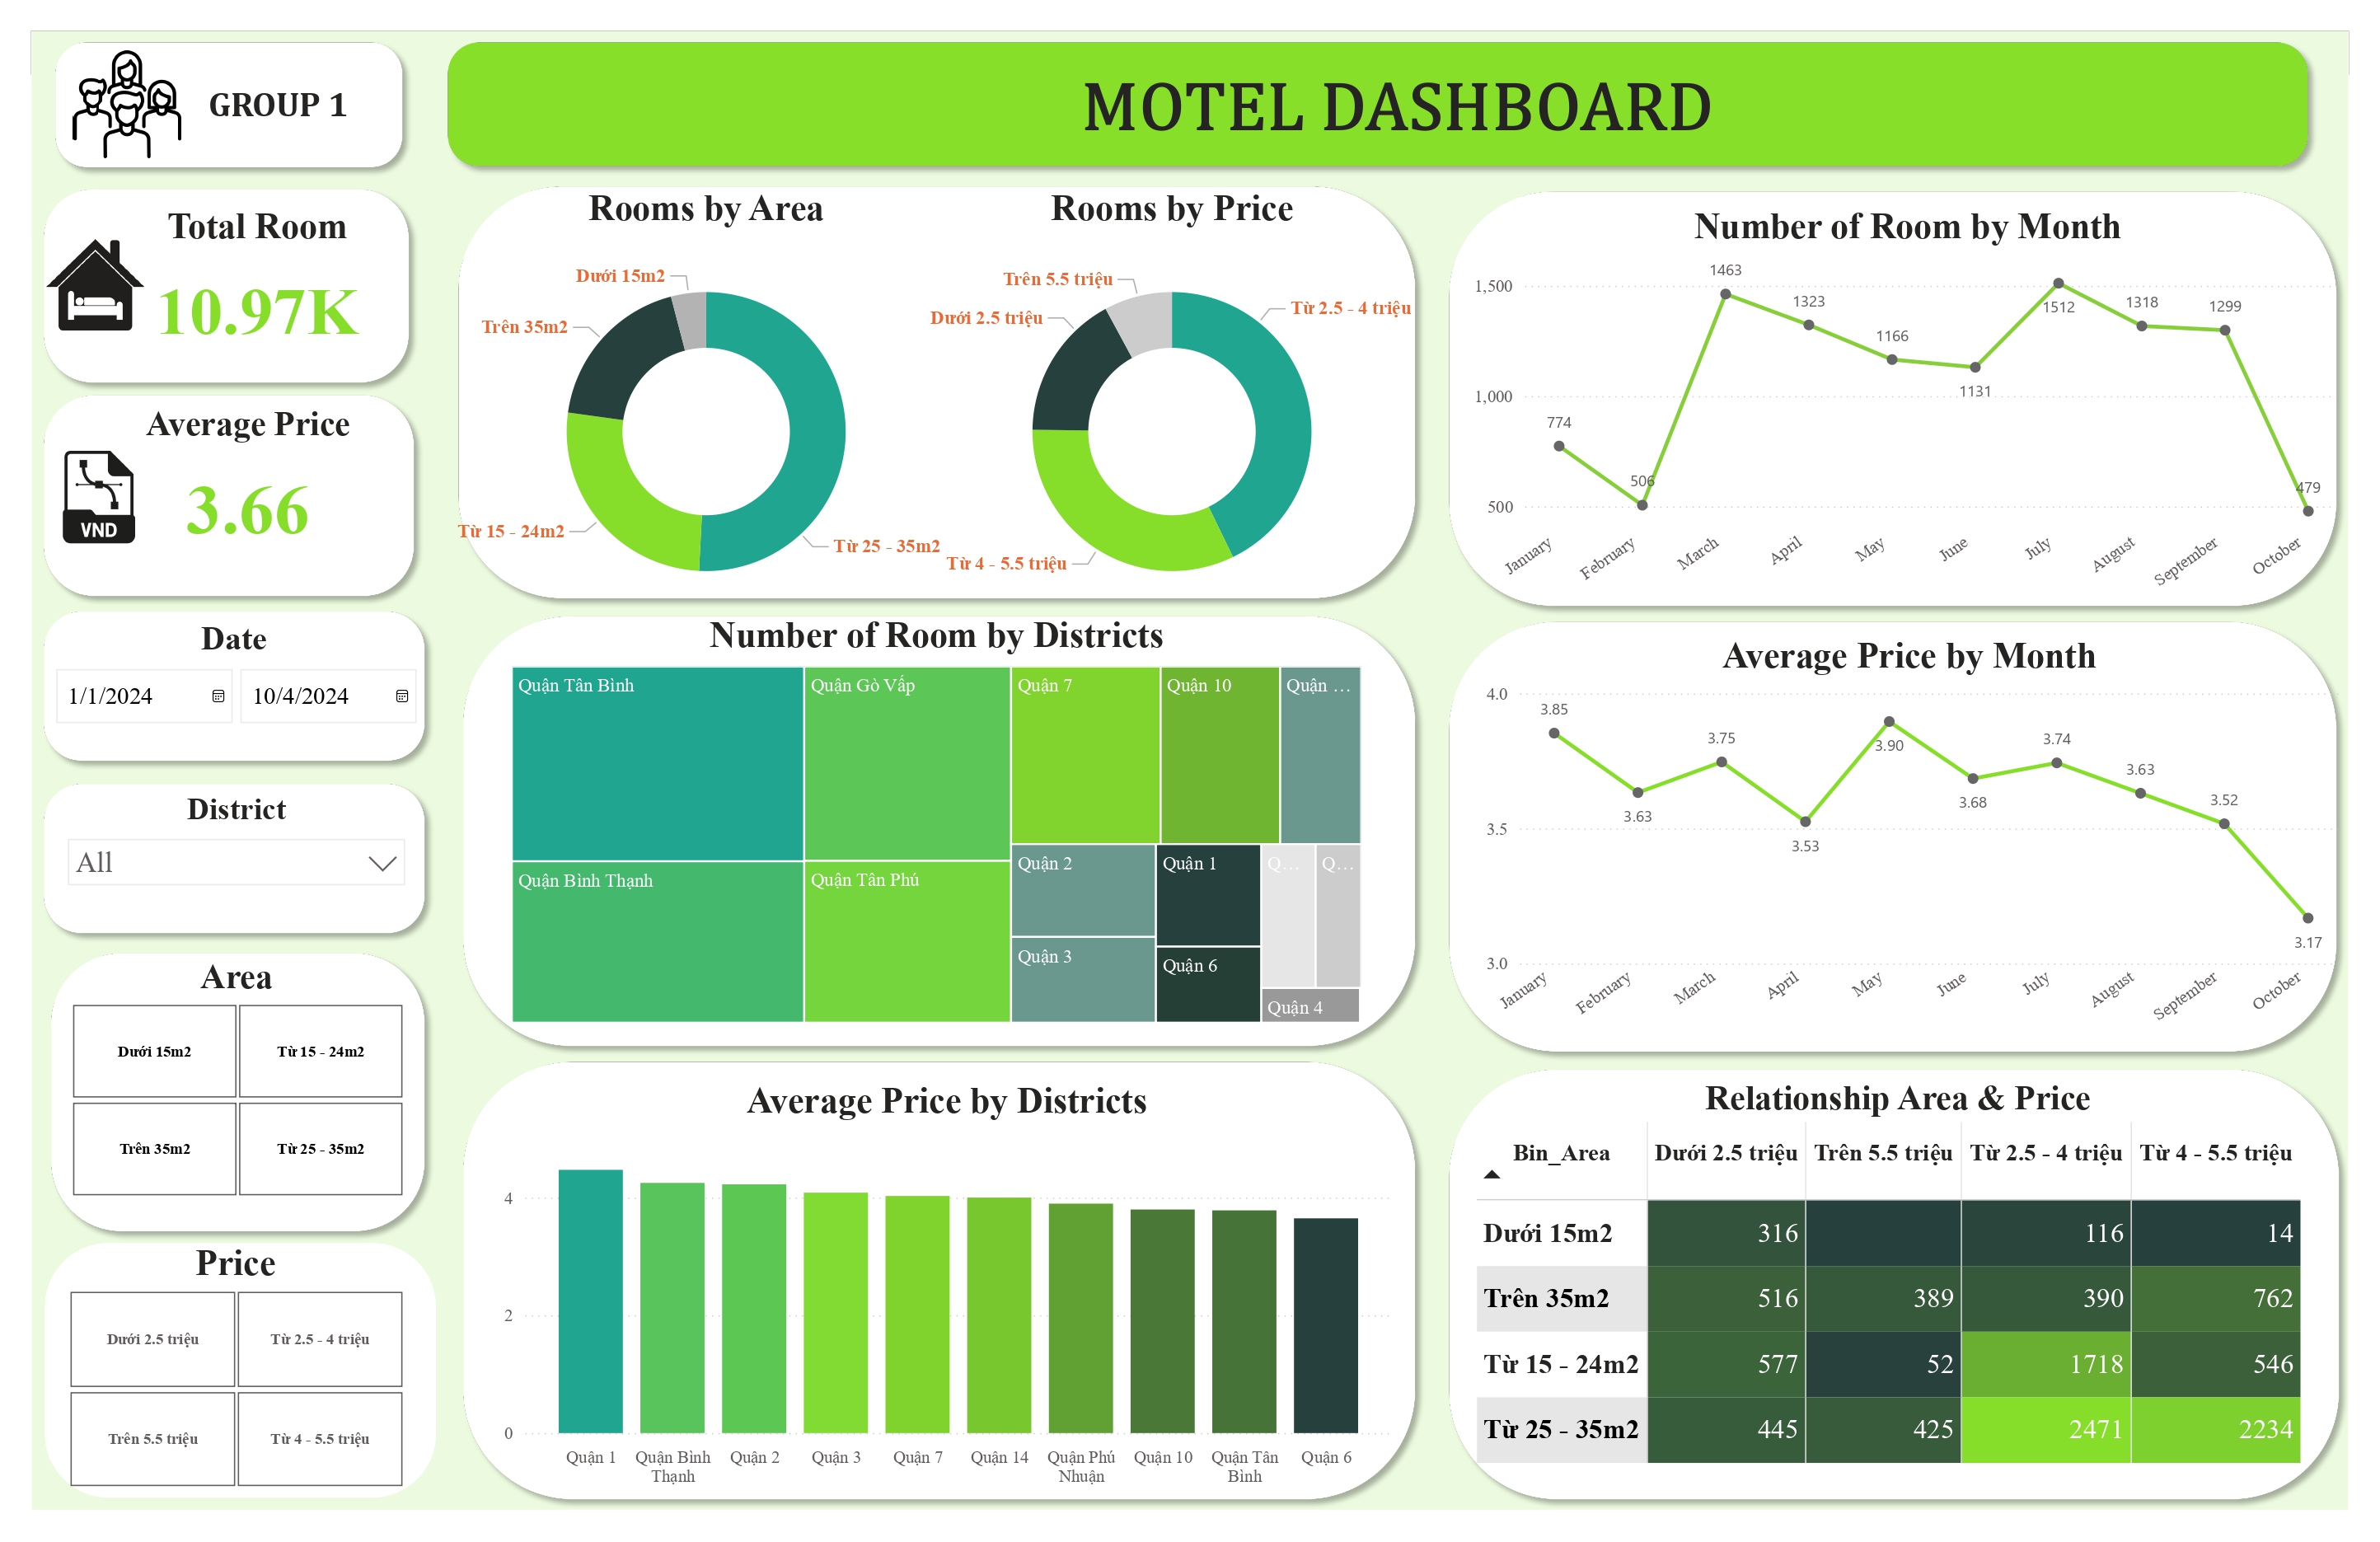 GROUP 1
MOTEL DASHBOARD
Total Room
10.97K
Average Price
VND
3.66
Date
1/1/2024
10/4/2024
District
All
Area
Dưới 15m2
Từ 15 - 24m2
Trên 35m2
Từ 25 - 35m2
Price
Dưới 2.5 triệu
Từ 2.5 - 4 triệu
Trên 5.5 triệu
Từ 4 - 5.5 triệu
Rooms by Area
Dưới 15m2
Trên 35m2
Từ 15 - 24m2
Từ 25 - 35m2
Rooms by Price
Trên 5.5 triệu
Từ 2.5 - 4 triệu
Dưới 2.5 triệu
Từ 4 - 5.5 triệu
Number of Room by Month
1,500
1,000
500
774
506
1463
1323
1166
1131
1512
1318
1299
479
January
February
March
April
May
June
July
August
September
October
Number of Room by Districts
Quận Tân Bình
Quận Gò Vấp
Quận 7
Quận 10
Quận ...
Quận Bình Thạnh
Quận Tân Phú
Quận 2
Quận 1
Q...
Q...
Quận 3
Quận 6
Quận 4
Average Price by Month
4.0
3.5
3.0
3.85
3.63
3.75
3.53
3.90
3.68
3.74
3.63
3.52
3.17
January
February
March
April
May
June
July
August
September
October
Average Price by Districts
4
2
0
Quận 1
Quận Bình
Thạnh
Quận 2
Quận 3
Quận 7
Quận 14
Quận Phú
Nhuận
Quận 10
Quận Tân
Bình
Quận 6
Relationship Area & Price
Bin_Area Dưới 2.5 triệu Trên 5.5 triệu Từ 2.5 - 4 triệu Từ 4 - 5.5 triệu
Dưới 15m2 316 116 14
Trên 35m2 516 389 390 762
Từ 15 - 24m2 577 52 1718 546
Từ 25 - 35m2 445 425 2471 2234